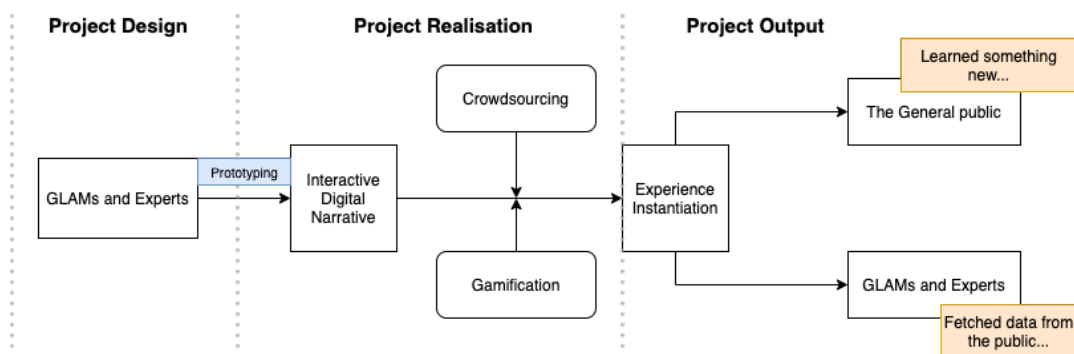 Project Design
Project Realisation
Project Output
Learned something
new...
Crowdsourcing
The General public
Prototyping
GLAMs and Experts
Interactive
Digital
Narrative
Experience
Instantiation
Gamification
GLAMs and Experts
Fetched data from
the public...